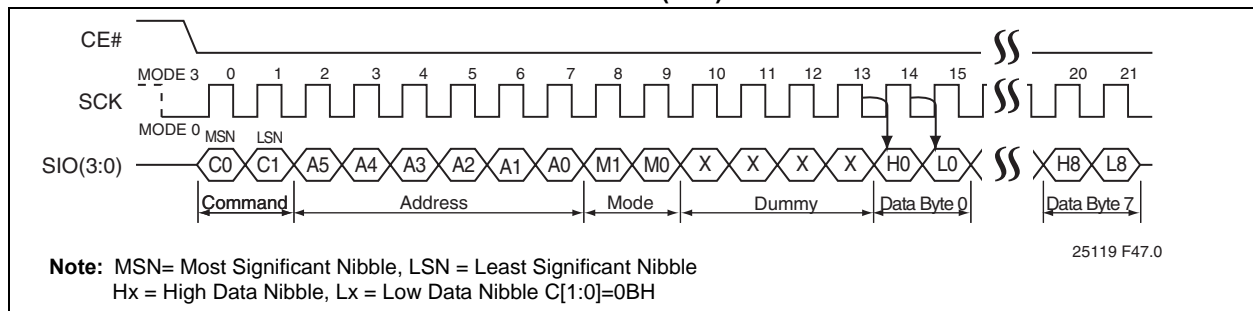 CE#
MODE 3 0 1 2 3 4 5 6 7 8 9 10 11 12 13 14 15 20 21
SCK
MODE 0
MSN LSN
SIO(3:0) C0 C1 A5 A4 A3 A2 A1 A0 M1 M0 X X X X H0 L0 H8 L8
Command Address Mode Dummy Data Byte 0 Data Byte 7
25119 F47.0
Note: MSN= Most Significant Nibble, LSN = Least Significant Nibble
Hx = High Data Nibble, Lx = Low Data Nibble C[1:0]=0BH